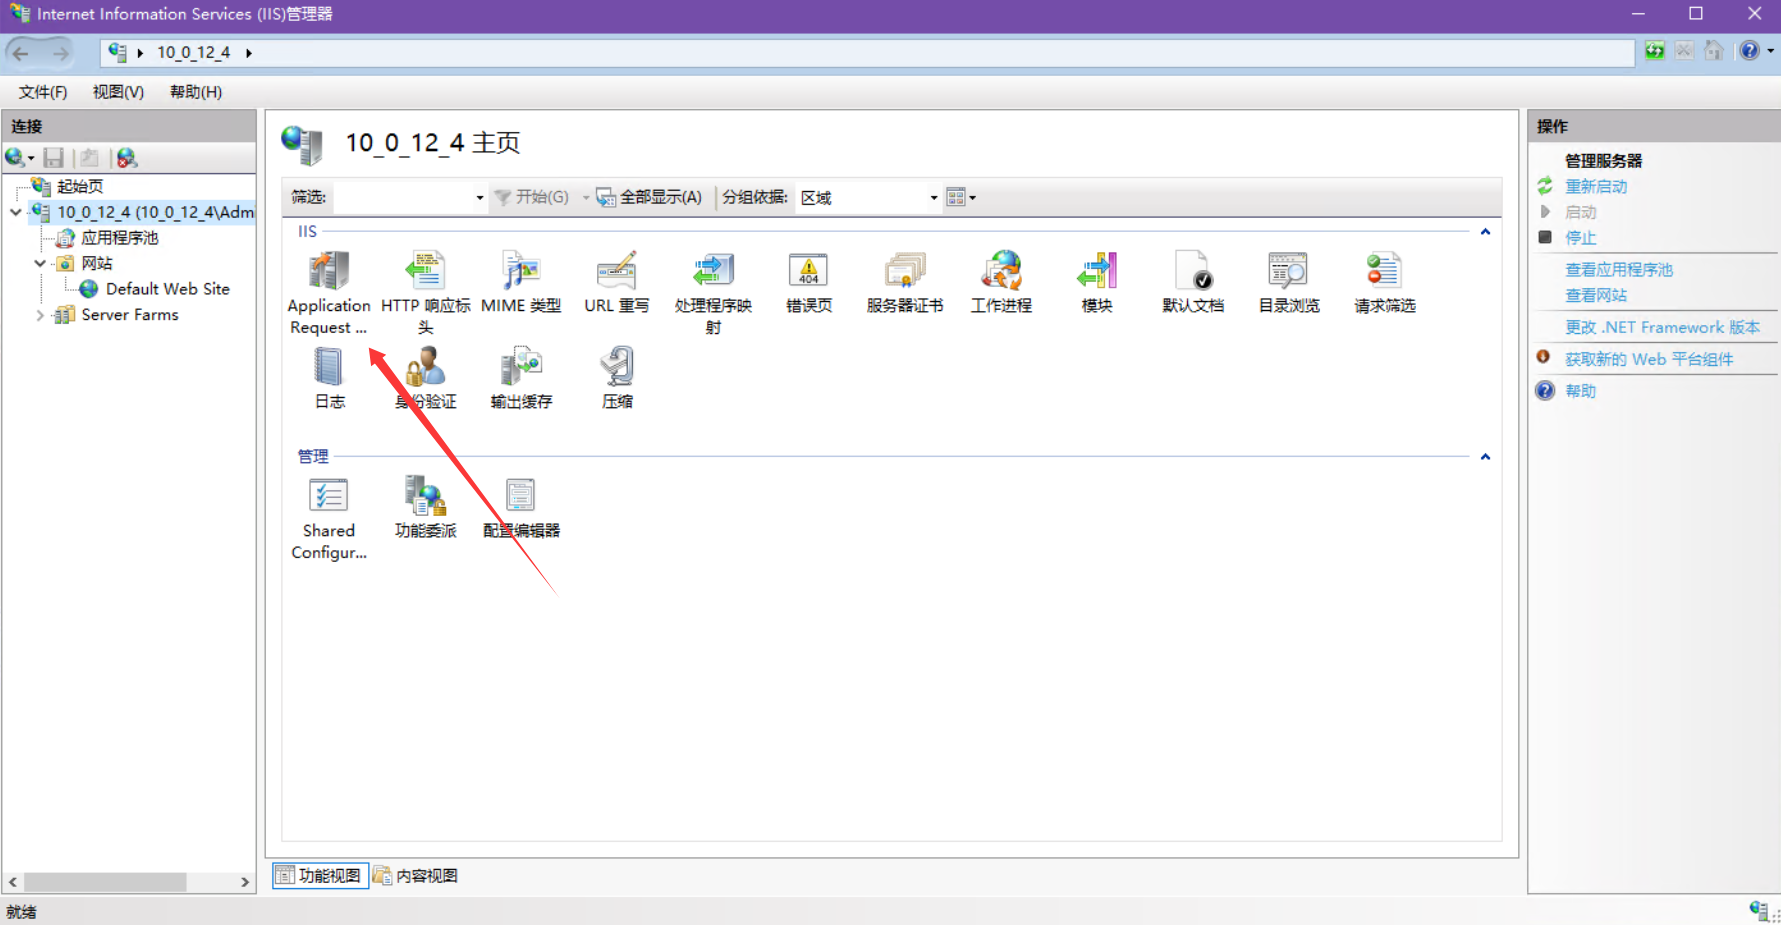 Internet Information Services (IIS)管理器
10_0_12_4
文件(F) 视图(V) 帮助(H)
连接
起始页
10_0_12_4 (10_0_12_4\Adm
应用程序池
网站
Default Web Site
Server Farms
10_0_12_4 主页
筛选: 开始(G) 全部显示(A) 分组依据: 区域
IIS
Application Request ...
HTTP 响应标头
MIME 类型
URL 重写
处理程序映射
404
错误页
服务器证书
工作进程
模块
默认文档
目录浏览
请求筛选
日志
身份验证
输出缓存
压缩
管理
Shared Configur...
功能委派
配置编辑器
功能视图 内容视图
操作
管理服务器
重新启动
启动
停止
查看应用程序池
查看网站
更改 .NET Framework 版本
获取新的 Web 平台组件
帮助
就绪